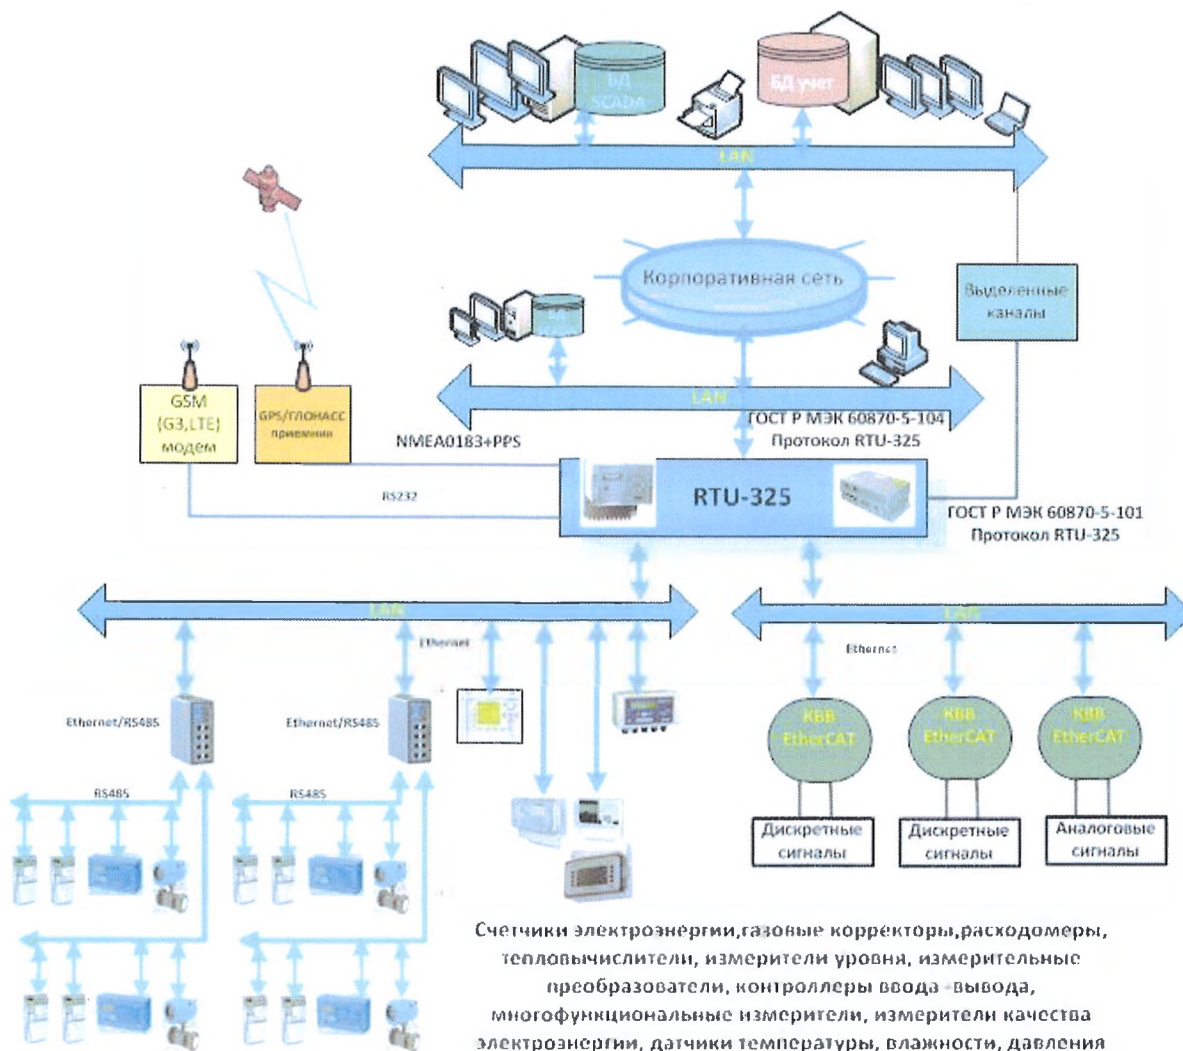 БД
SCADA
БД учет
LAN
Корпоративная сеть
Выделенные
каналы
LAN
GSM
(G3,LTE)
модем
GPS/ГЛОНАСС
приемник
NMEA0183+PPS
ГОСТ Р МЭК 60870-5-104
Протокол RTU-325
RS232
RTU-325
ГОСТ Р МЭК 60870-5-101
Протокол RTU-325
LAN
LAN
Ethernet
Ethernet
Ethernet/RS485
Ethernet/RS485
КВВ
EtherCAT
КВВ
EtherCAT
КВВ
EtherCAT
RS485
RS485
Дискретные
сигналы
Дискретные
сигналы
Аналоговые
сигналы
Счетчики электроэнергии,газовые корректоры,расходомеры,
тепловычислители, измерители уровня, измерительные
преобразователи, контроллеры ввода -вывода,
многофункциональные измерители, измерители качества
электроэнергии, датчики температуры, влажности, давления